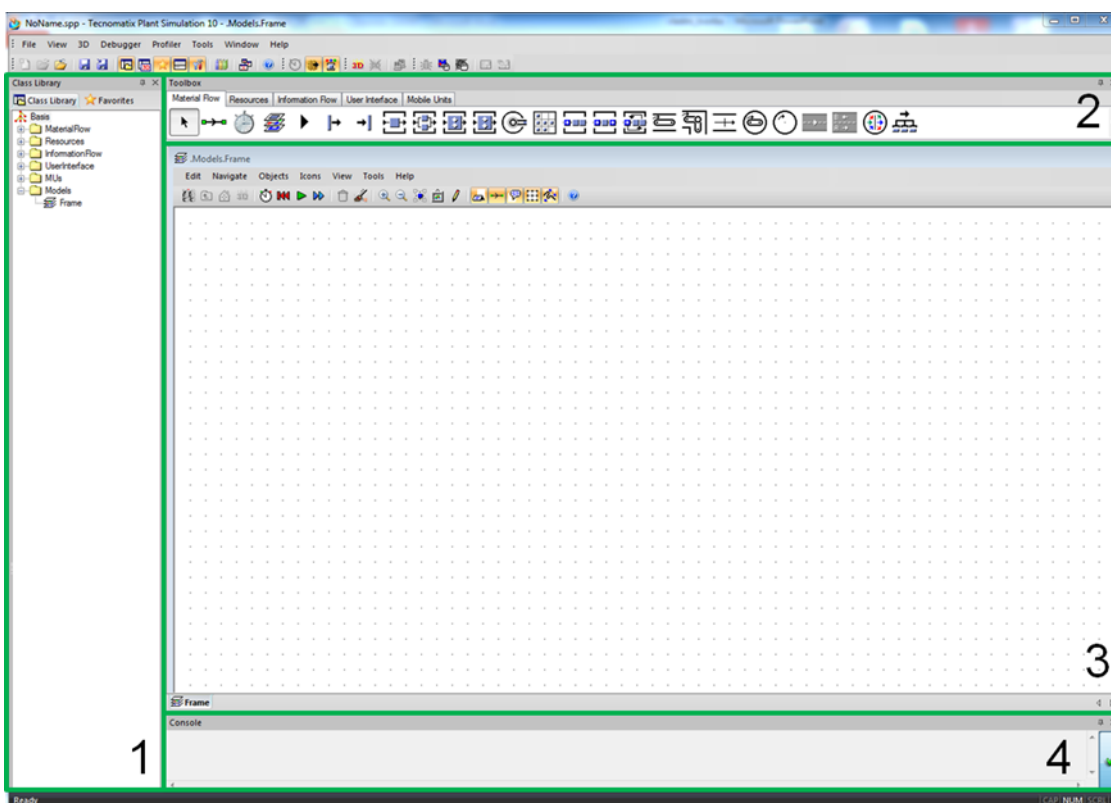 NoName.spp - Tecnomatix Plant Simulation 10 - .Models.Frame
File View 3D Debugger Profiler Tools Window Help
2D
Class Library
Toolbox
Class Library Favorites
Material Flow Resources Information Flow User Interface Mobile Units
Basis
MaterialFlow
Resources
InformationFlow
UserInterface
MUs
Models
Frame
2
.Models.Frame
Edit Navigate Objects Icons View Tools Help
3
Frame
Console
1
4
Ready
CAP NUM SCRL